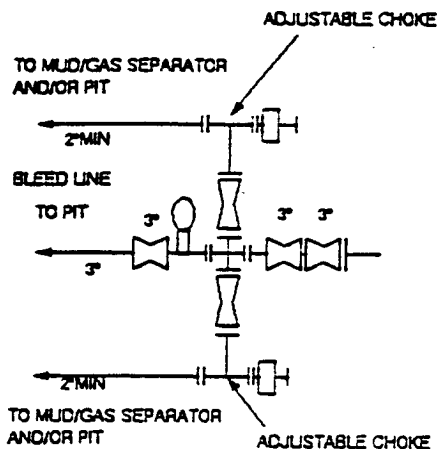 ADJUSTABLE CHOKE
TO MUD/GAS SEPARATOR
AND/OR PIT
2"MIN
BLEED LINE
TO PIT
3"
3" 3"
3"
2"MIN
TO MUD/GAS SEPARATOR
AND/OR PIT
ADJUSTABLE CHOKE